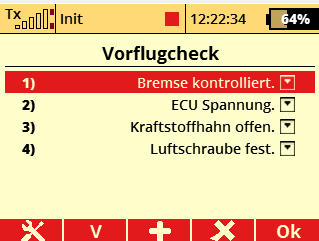 Tx Init 12:22:34 64%
Vorflugcheck
1) Bremse kontrolliert.
2) ECU Spannung.
3) Kraftstoffhahn offen.
4) Luftschraube fest.
V Ok